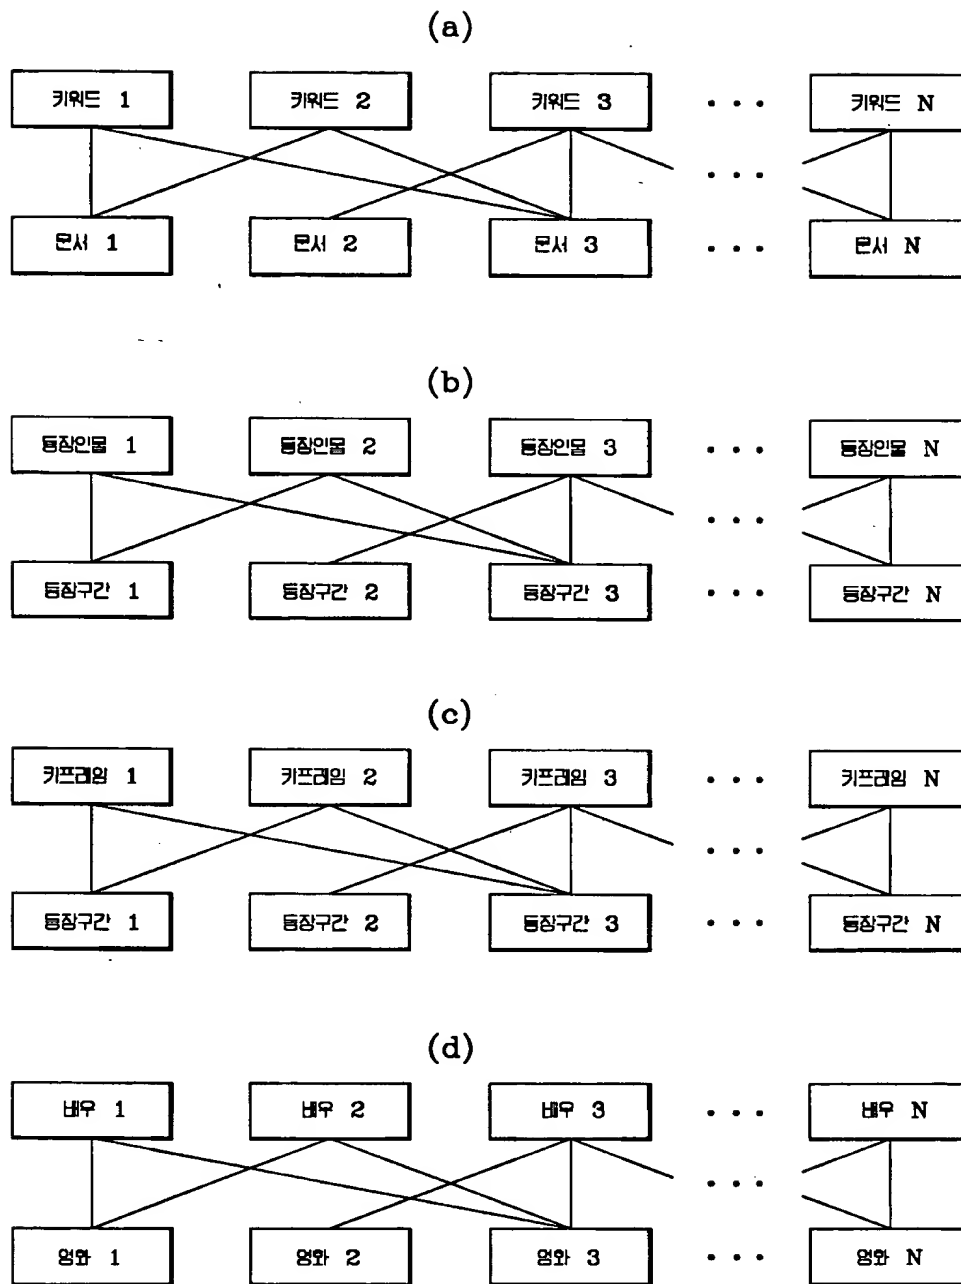 (a)
키워드 1 키워드 2 키워드 3 • • • 키워드 N
• • •
문서 1 문서 2 문서 3 • • • 문서 N
(b)
등장인물 1 등장인물 2 등장인물 3 • • • 등장인물 N
• • •
등장구간 1 등장구간 2 등장구간 3 • • • 등장구간 N
(c)
키프레임 1 키프레임 2 키프레임 3 • • • 키프레임 N
• • •
등장구간 1 등장구간 2 등장구간 3 • • • 등장구간 N
(d)
배우 1 배우 2 배우 3 • • • 배우 N
• • •
영화 1 영화 2 영화 3 • • • 영화 N